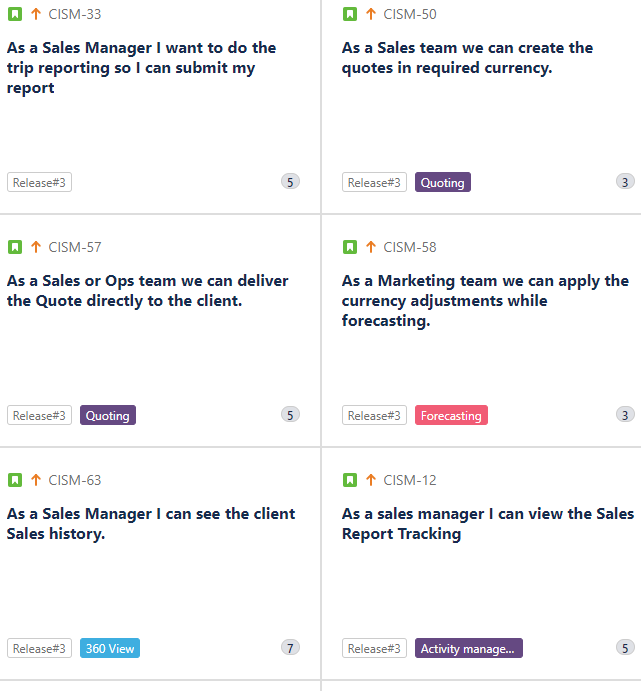 CISM-33
As a Sales Manager I want to do the
trip reporting so I can submit my
report
Release#3
5
CISM-50
As a Sales team we can create the
quotes in required currency.
Release#3 Quoting
3
CISM-57
As a Sales or Ops team we can deliver
the Quote directly to the client.
Release#3 Quoting
5
CISM-58
As a Marketing team we can apply the
currency adjustments while
forecasting.
Release#3 Forecasting
3
CISM-63
As a Sales Manager I can see the client
Sales history.
Release#3 360 View
7
CISM-12
As a sales manager I can view the Sales
Report Tracking
Release#3 Activity manage...
5